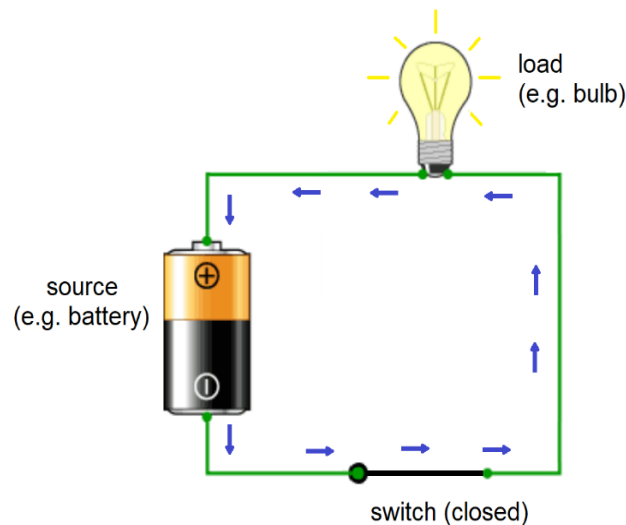 load
(e.g. bulb)
+
source
(e.g. battery)
−
switch (closed)